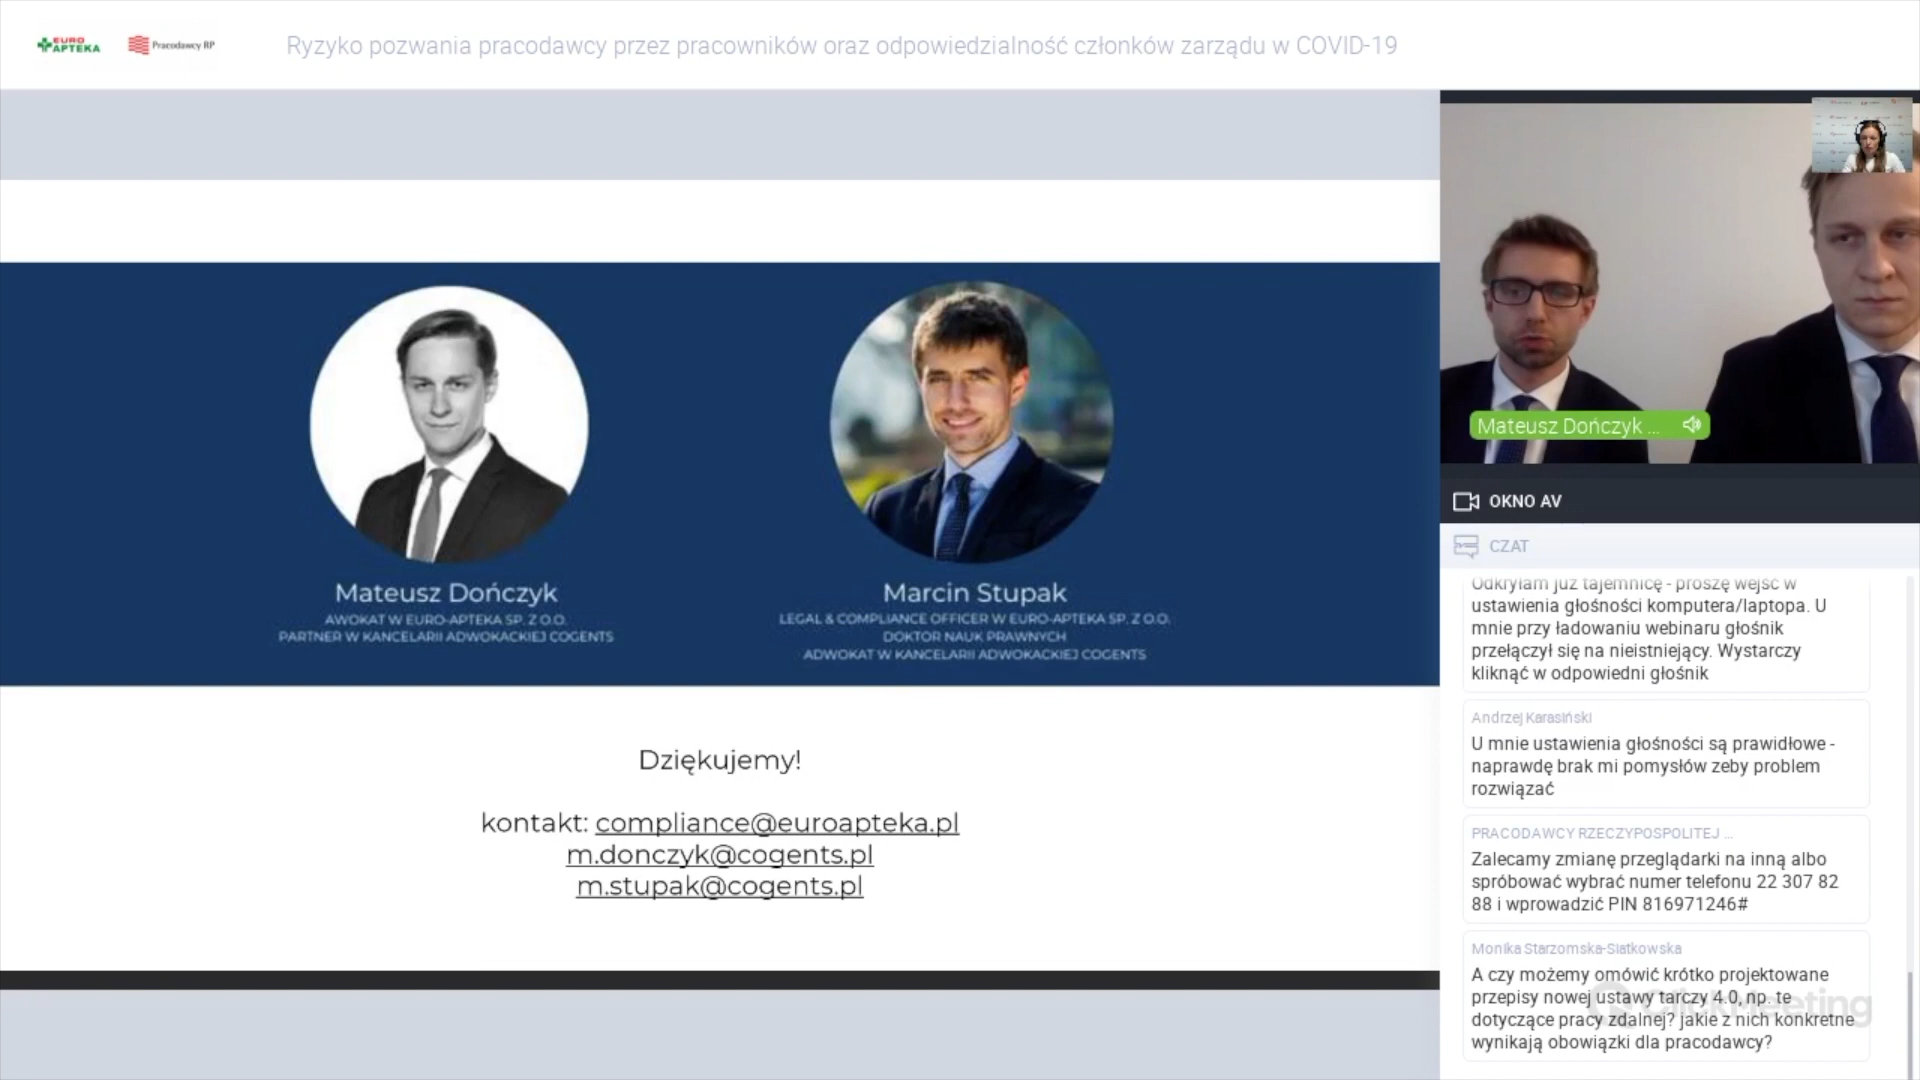 EURO
APTEKA
Pracodawcy RP
Ryzyko pozwania pracodawcy przez pracowników oraz odpowiedzialność członków zarządu w COVID-19
Mateusz Dończyk
AWOKAT W EURO-APTEKA SP. Z O.O.
PARTNER W KANCELARII ADWOKACKIEJ COGENTS
Marcin Stupak
LEGAL & COMPLIANCE OFFICER W EURO-APTEKA SP. Z O.O.
DOKTOR NAUK PRAWNYCH
ADWOKAT W KANCELARII ADWOKACKIEJ COGENTS
Dziękujemy!
kontakt: compliance@euroapteka.pl
m.donczyk@cogents.pl
m.stupak@cogents.pl
Mateusz Dończyk ...
OKNO AV
CZAT
Odkryłam już tajemnicę - proszę wejść w
ustawienia głośności komputera/laptopa. U
mnie przy ładowaniu webinaru głośnik
przełączył się na nieistniejący. Wystarczy
kliknąć w odpowiedni głośnik
Andrzej Karasiński
U mnie ustawienia głośności są prawidłowe -
naprawdę brak mi pomysłów zeby problem
rozwiązać
PRACODAWCY RZECZYPOSPOLITEJ ...
Zalecamy zmianę przeglądarki na inną albo
spróbować wybrać numer telefonu 22 307 82
88 i wprowadzić PIN 816971246#
Monika Starzomska-Siatkowska
A czy możemy omówić krótko projektowane
przepisy nowej ustawy tarczy 4.0, np. te
dotyczące pracy zdalnej? jakie z nich konkretne
wynikają obowiązki dla pracodawcy?
ClickMeeting